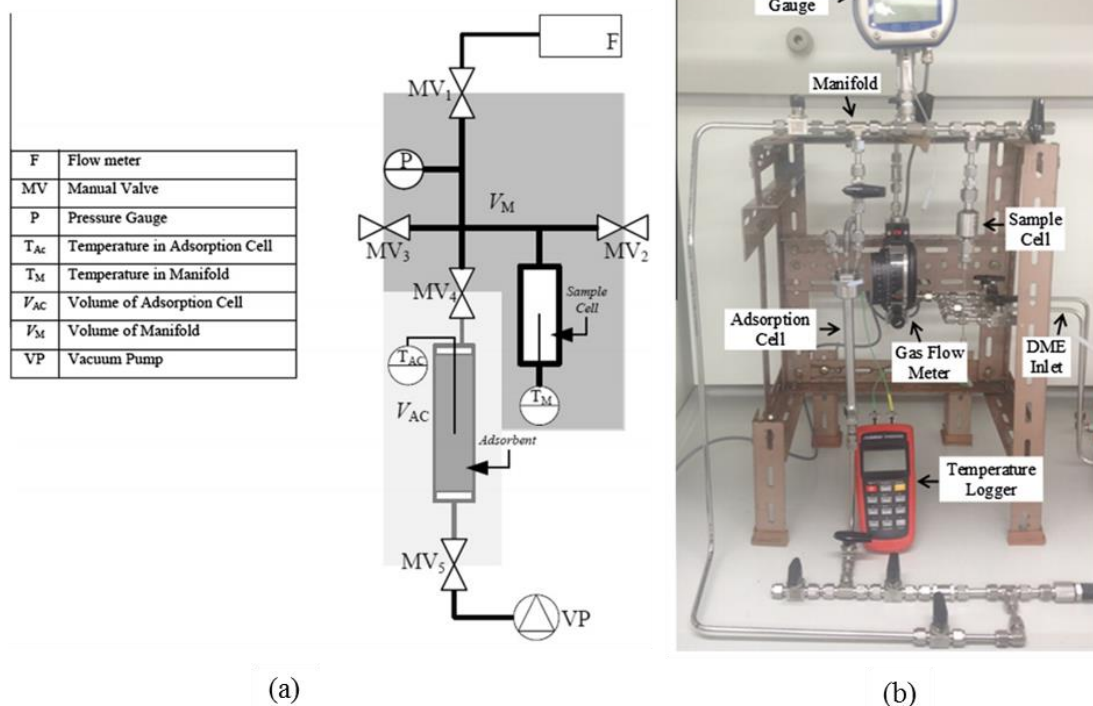 F Flow meter
MV Manual Valve
P Pressure Gauge
TAc Temperature in Adsorption Cell
TM Temperature in Manifold
VAC Volume of Adsorption Cell
VM Volume of Manifold
VP Vacuum Pump
F
MV1
P
VM
MV3
MV2
MV4
Sample
Cell
TAC
TM
VAC
Adsorbent
MV5
VP
(a)
Gauge
Manifold
Sample
Cell
Adsorption
Cell
Gas Flow
Meter
DME
Inlet
Temperature
Logger
(b)